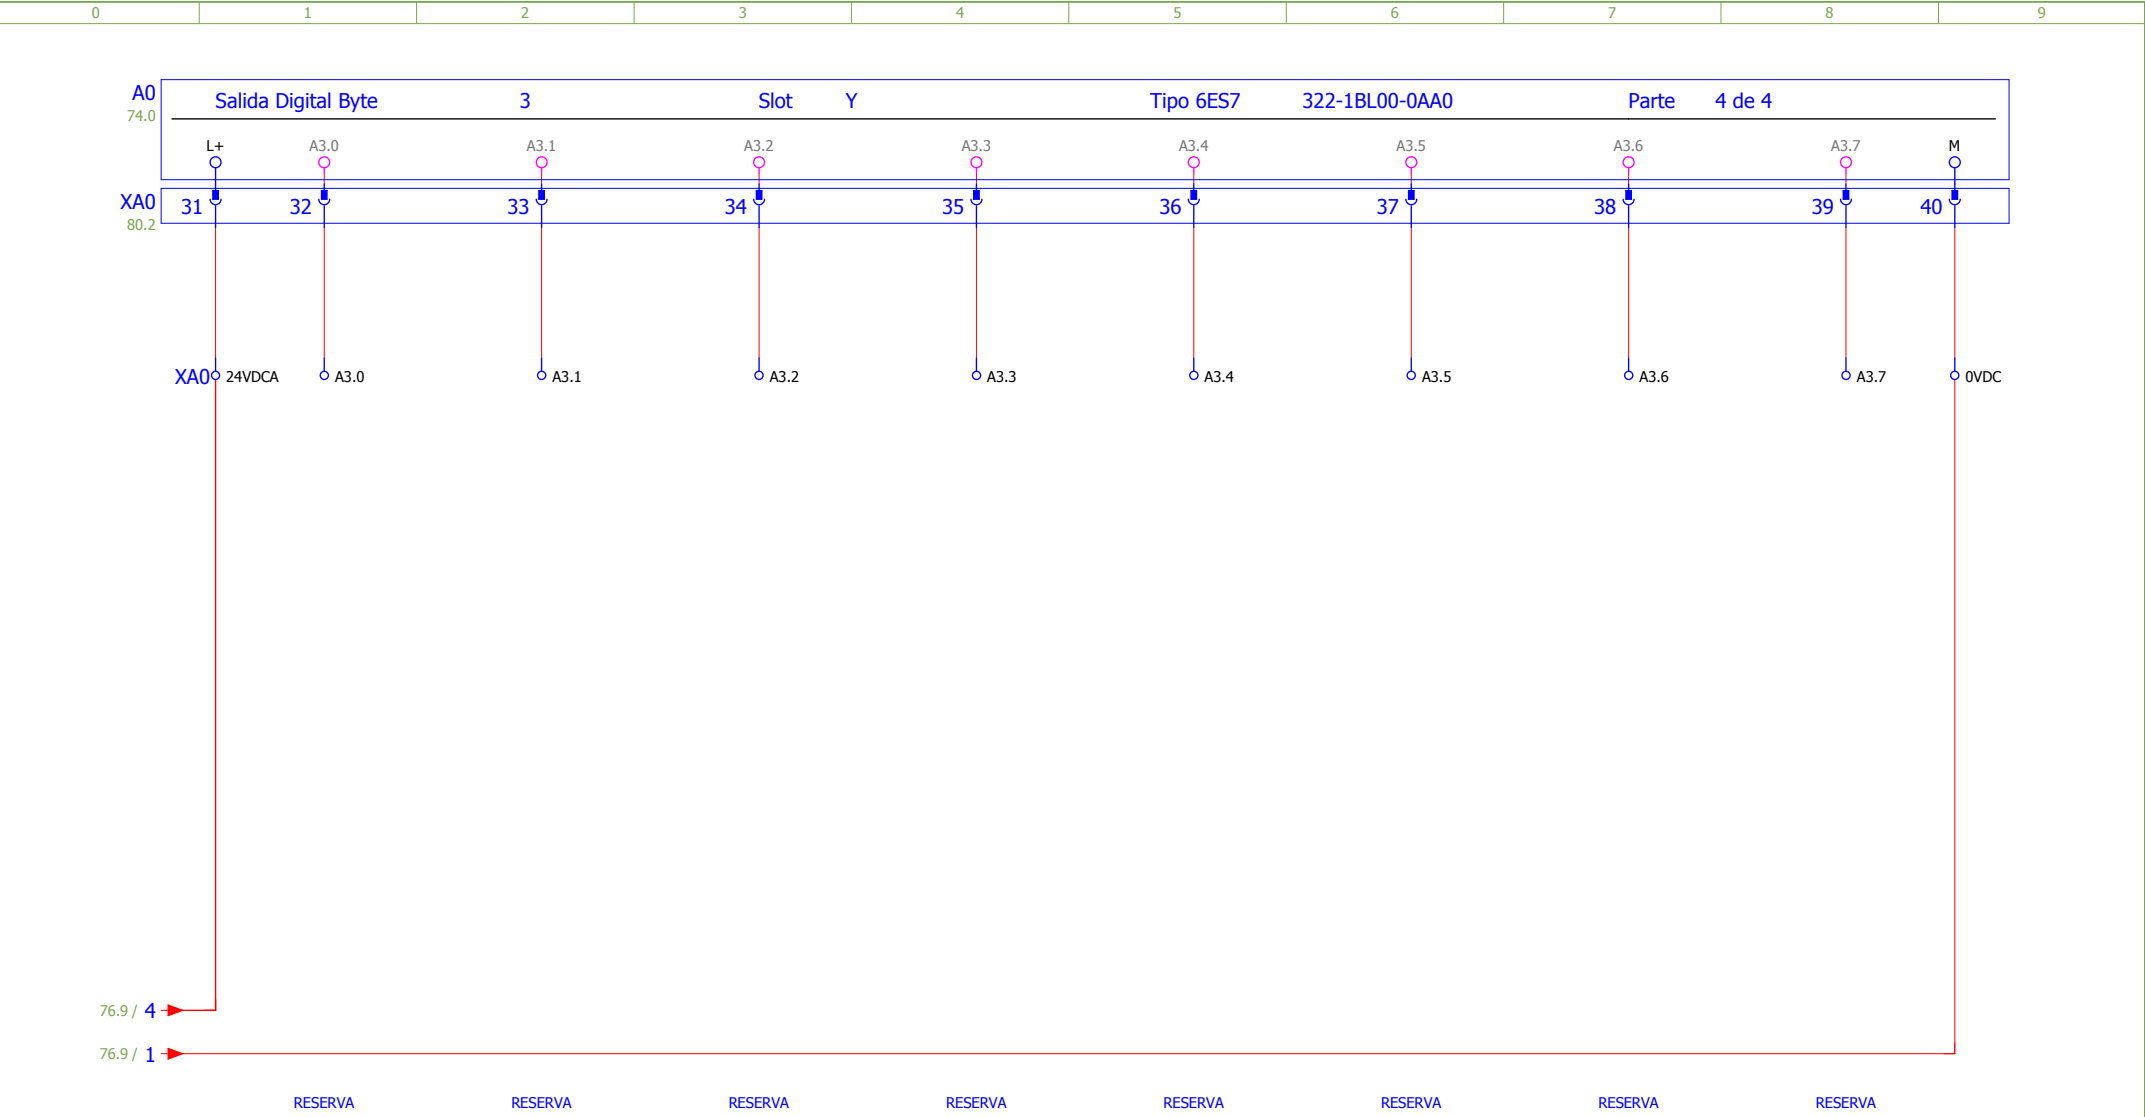 0 1 2 3 4 5 6 7 8 9
A0 Salida Digital Byte 3 Slot Y Tipo 6ES7 322-1BL00-0AA0 Parte 4 de 4
74.0
L+ A3.0 A3.1 A3.2 A3.3 A3.4 A3.5 A3.6 A3.7 M
XA0 31 32 33 34 35 36 37 38 39 40
80.2
XA0 24VDCA A3.0 A3.1 A3.2 A3.3 A3.4 A3.5 A3.6 A3.7 0VDC
76.9 / 4
76.9 / 1
RESERVA RESERVA RESERVA RESERVA RESERVA RESERVA RESERVA RESERVA